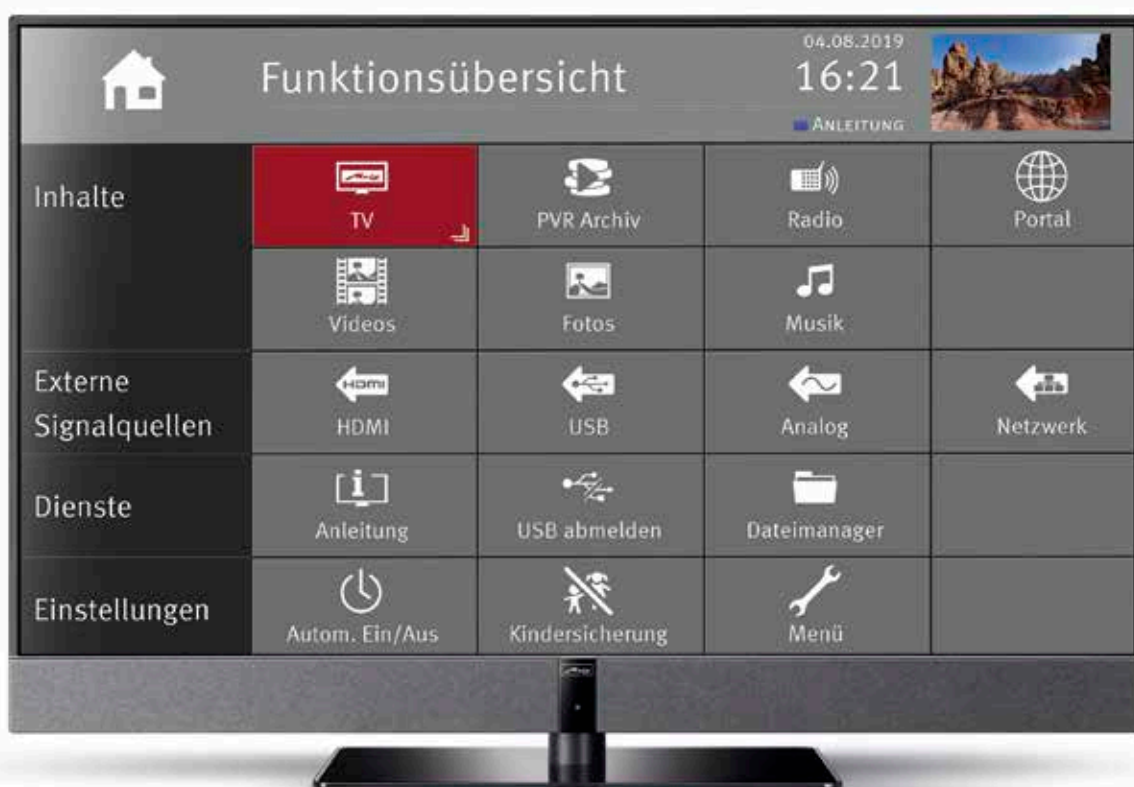 Funktionsübersicht
04.08.2019
16:21
ANLEITUNG
Inhalte
TV
PVR Archiv
Radio
Portal
Videos
Fotos
Musik
Externe
Signalquellen
HDMI
HDMI
USB
Analog
Netzwerk
Dienste
Anleitung
USB abmelden
Dateimanager
Einstellungen
Autom. Ein/Aus
Kindersicherung
Menü